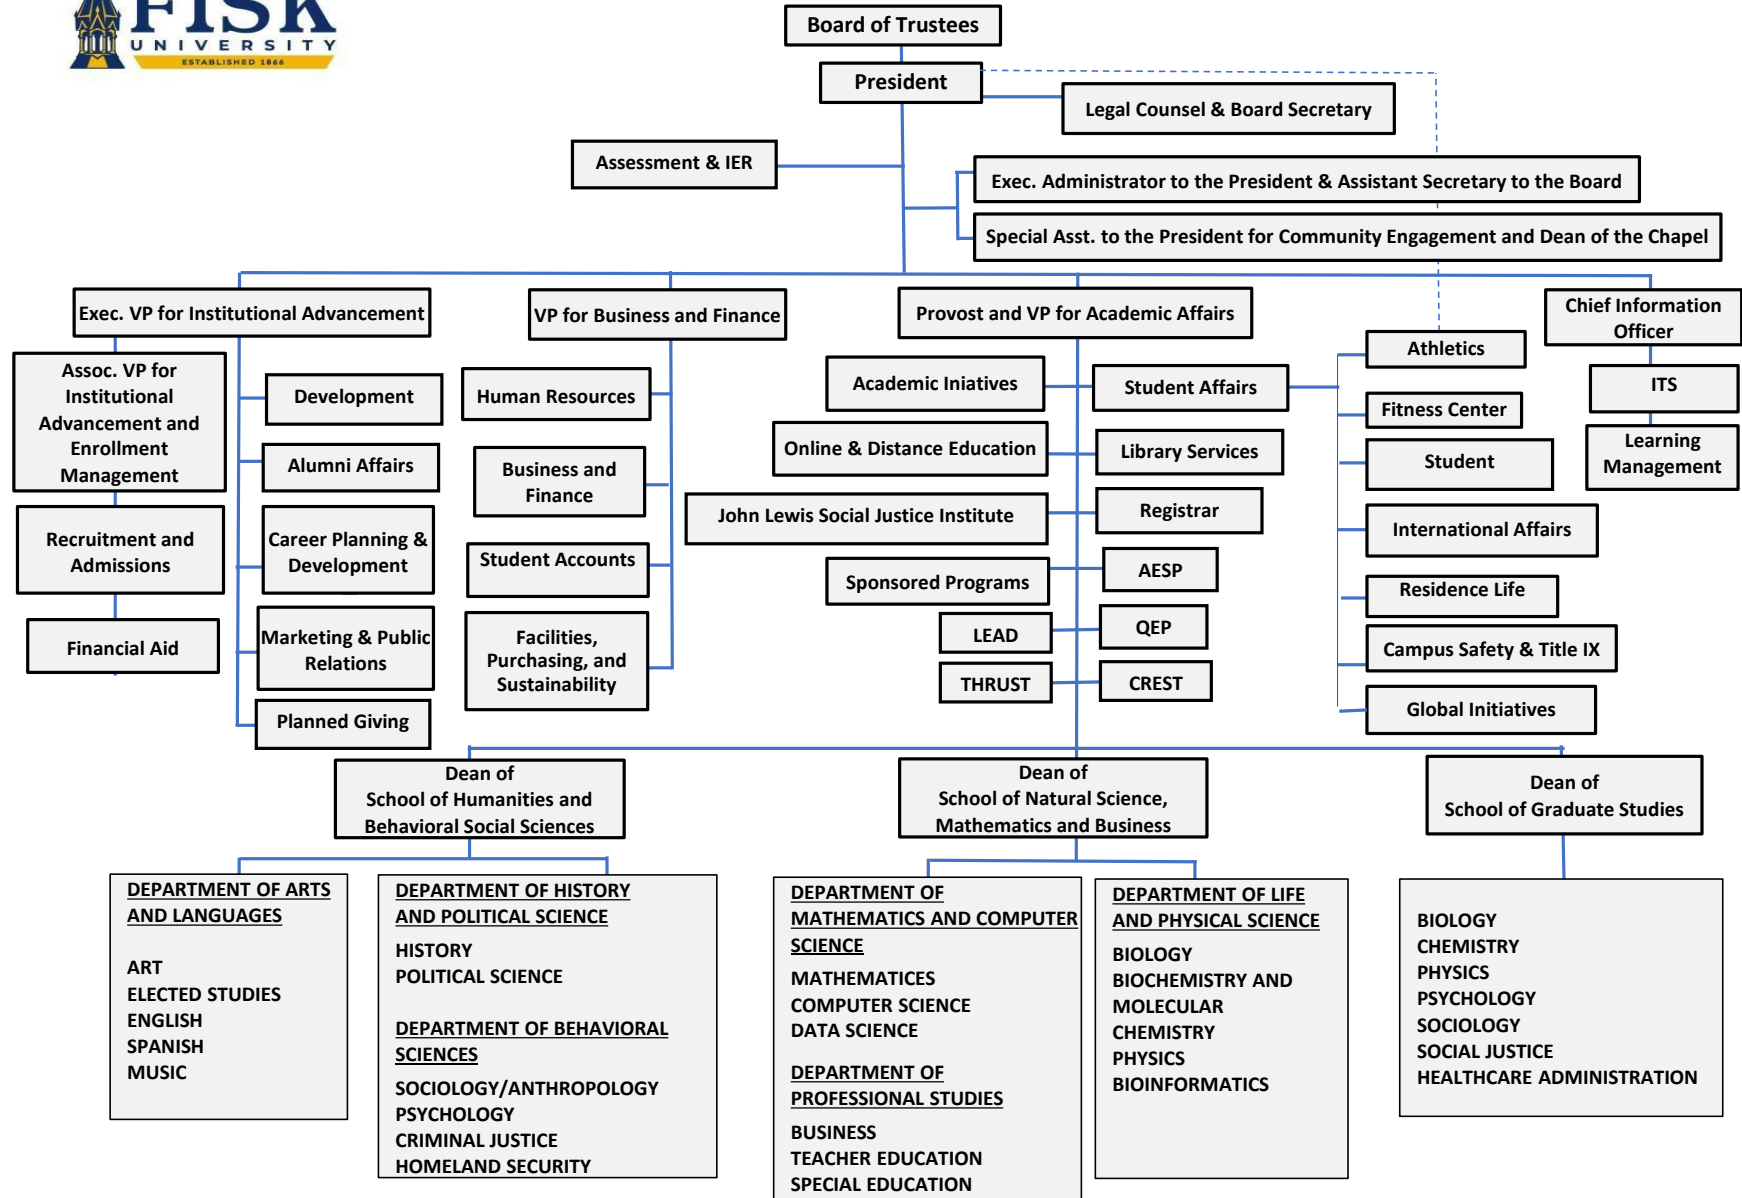 FISK
UNIVERSITY
ESTABLISHED 1866
Board of Trustees
President
Legal Counsel & Board Secretary
Assessment & IER
Exec. Administrator to the President & Assistant Secretary to the Board
Special Asst. to the President for Community Engagement and Dean of the Chapel
Exec. VP for Institutional Advancement
VP for Business and Finance
Provost and VP for Academic Affairs
Chief Information
Officer
Assoc. VP for
Institutional
Advancement and
Enrollment
Management
Recruitment and
Admissions
Financial Aid
Development
Alumni Affairs
Career Planning &
Development
Marketing & Public
Relations
Planned Giving
Human Resources
Business and
Finance
Student Accounts
Facilities,
Purchasing, and
Sustainability
Academic Iniatives
Student Affairs
Online & Distance Education
Library Services
John Lewis Social Justice Institute
Registrar
Sponsored Programs
AESP
LEAD
QEP
THRUST
CREST
Athletics
Fitness Center
Student
International Affairs
Residence Life
Campus Safety & Title IX
Global Initiatives
ITS
Learning
Management
Dean of
School of Humanities and
Behavioral Social Sciences
Dean of
School of Natural Science,
Mathematics and Business
Dean of
School of Graduate Studies
DEPARTMENT OF ARTS
AND LANGUAGES
ART
ELECTED STUDIES
ENGLISH
SPANISH
MUSIC
DEPARTMENT OF HISTORY
AND POLITICAL SCIENCE
HISTORY
POLITICAL SCIENCE
DEPARTMENT OF BEHAVIORAL
SCIENCES
SOCIOLOGY/ANTHROPOLOGY
PSYCHOLOGY
CRIMINAL JUSTICE
HOMELAND SECURITY
DEPARTMENT OF
MATHEMATICS AND COMPUTER
SCIENCE
MATHEMATICES
COMPUTER SCIENCE
DATA SCIENCE
DEPARTMENT OF
PROFESSIONAL STUDIES
BUSINESS
TEACHER EDUCATION
SPECIAL EDUCATION
DEPARTMENT OF LIFE
AND PHYSICAL SCIENCE
BIOLOGY
BIOCHEMISTRY AND
MOLECULAR
CHEMISTRY
PHYSICS
BIOINFORMATICS
BIOLOGY
CHEMISTRY
PHYSICS
PSYCHOLOGY
SOCIOLOGY
SOCIAL JUSTICE
HEALTHCARE ADMINISTRATION